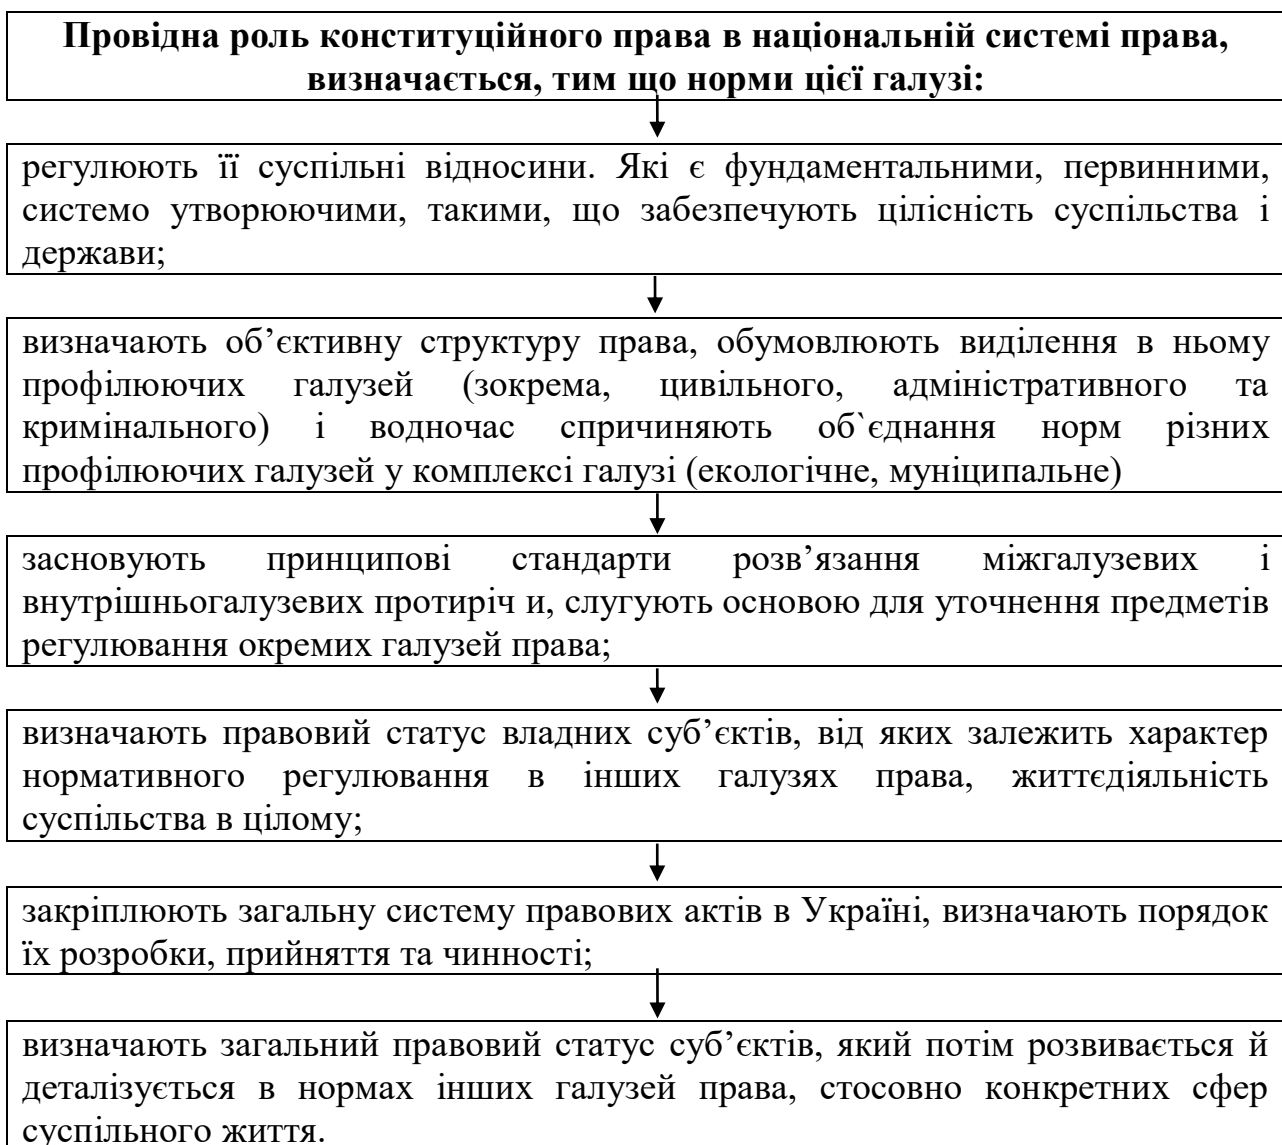 Провідна роль конституційного права в національній системі права,
визначається, тим що норми цієї галузі:
регулюють її суспільні відносини. Які є фундаментальними, первинними,
системо утворюючими, такими, що забезпечують цілісність суспільства і
держави;
визначають об’єктивну структуру права, обумовлюють виділення в ньому
профілюючих галузей (зокрема, цивільного, адміністративного та
кримінального) і водночас спричиняють об`єднання норм різних
профілюючих галузей у комплексі галузі (екологічне, муніципальне)
засновують принципові стандарти розв’язання міжгалузевих і
внутрішньогалузевих протиріч и, слугують основою для уточнення предметів
регулювання окремих галузей права;
визначають правовий статус владних суб’єктів, від яких залежить характер
нормативного регулювання в інших галузях права, життєдіяльність
суспільства в цілому;
закріплюють загальну систему правових актів в Україні, визначають порядок
їх розробки, прийняття та чинності;
визначають загальний правовий статус суб’єктів, який потім розвивається й
деталізується в нормах інших галузей права, стосовно конкретних сфер
суспільного життя.